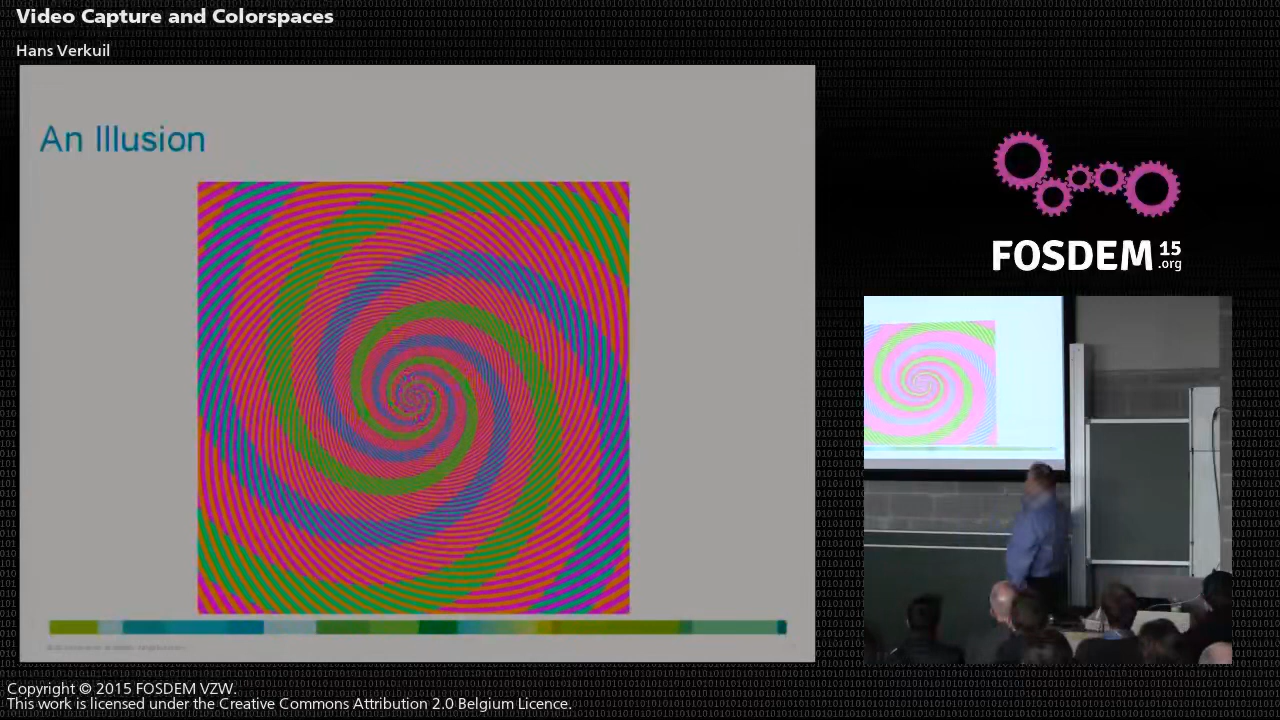 Video Capture and Colorspaces
Hans Verkuil
An Illusion
FOSDEM 15
.org
Copyright © 2015 FOSDEM VZW.
This work is licensed under the Creative Commons Attribution 2.0 Belgium Licence.